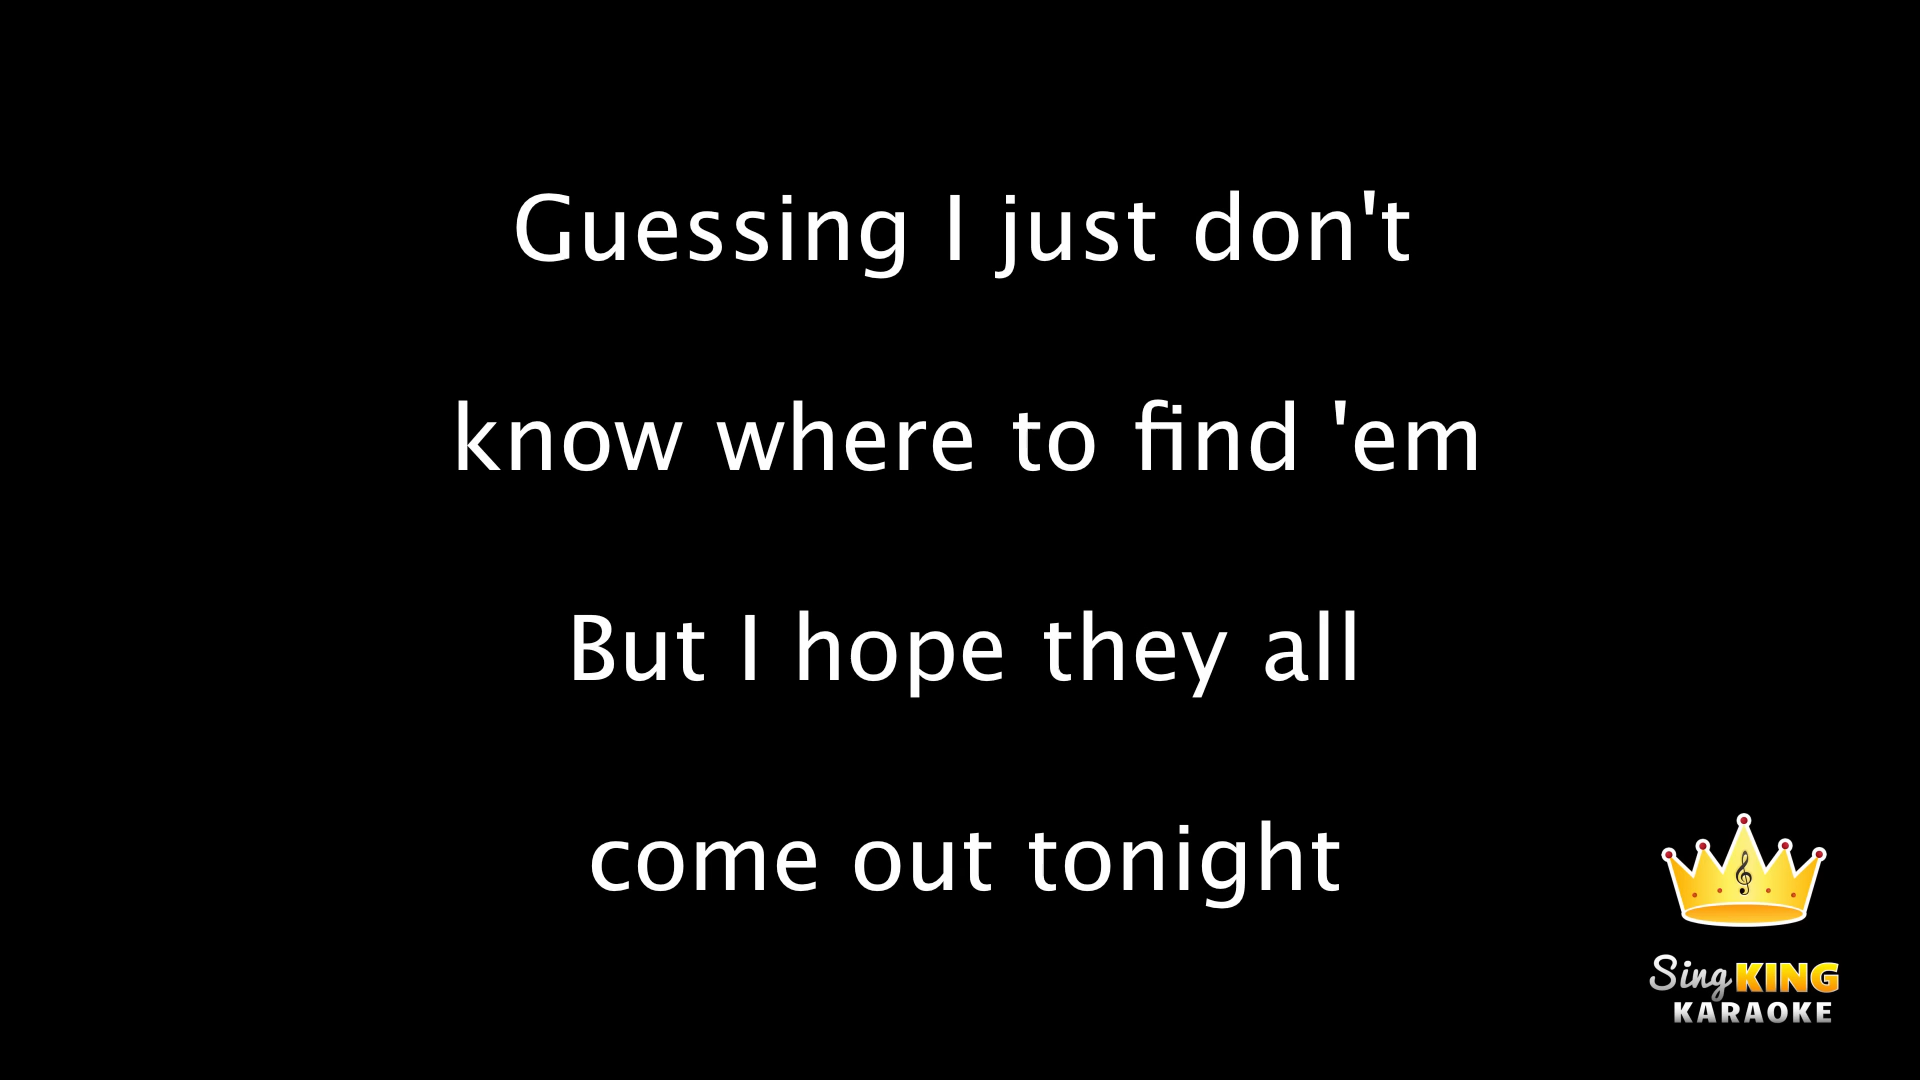 Guessing I just don't
know where to find 'em
But I hope they all
come out tonight
Sing KING
KARAOKE